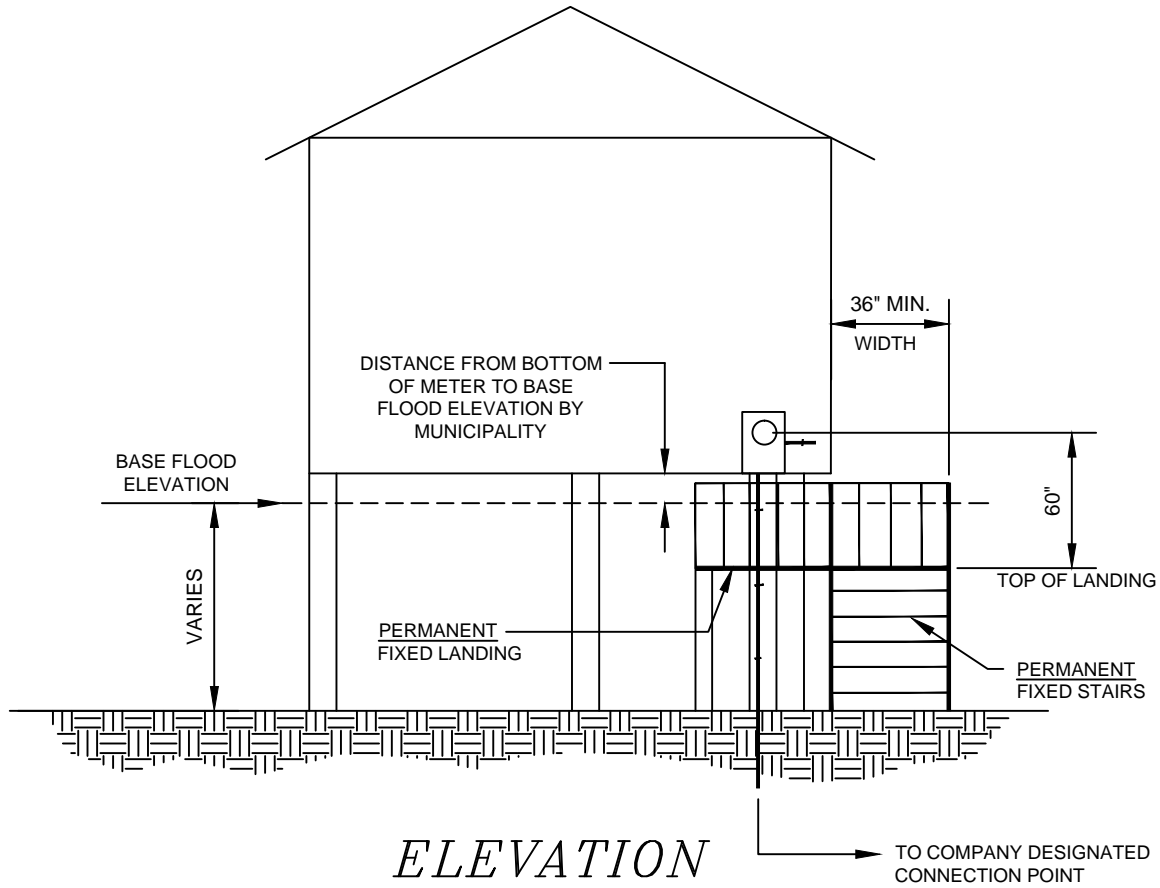 36" MIN.
WIDTH
DISTANCE FROM BOTTOM
OF METER TO BASE
FLOOD ELEVATION BY
MUNICIPALITY
BASE FLOOD
ELEVATION
60"
VARIES
TOP OF LANDING
PERMANENT
FIXED LANDING
PERMANENT
FIXED STAIRS
ELEVATION
TO COMPANY DESIGNATED
CONNECTION POINT